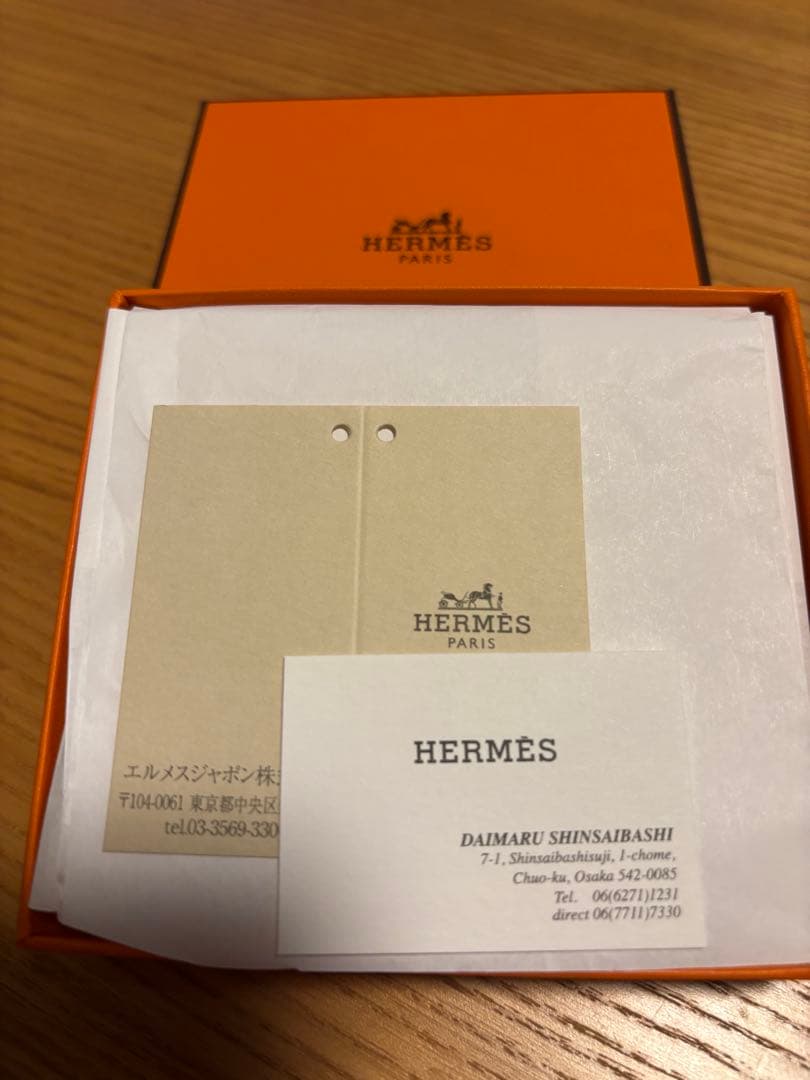 HERMÈS
PARIS
HERMÈS
PARIS
エルメスジャポン株
〒104-0061 東京都中央区
tel.03-3569-330
HERMÈS
DAIMARU SHINSAIBASHI
7-1, Shinsaibashisuji, 1-chome,
Chuo-ku, Osaka 542-0085
Tel. 06(6271)1231
direct 06(7711)7330